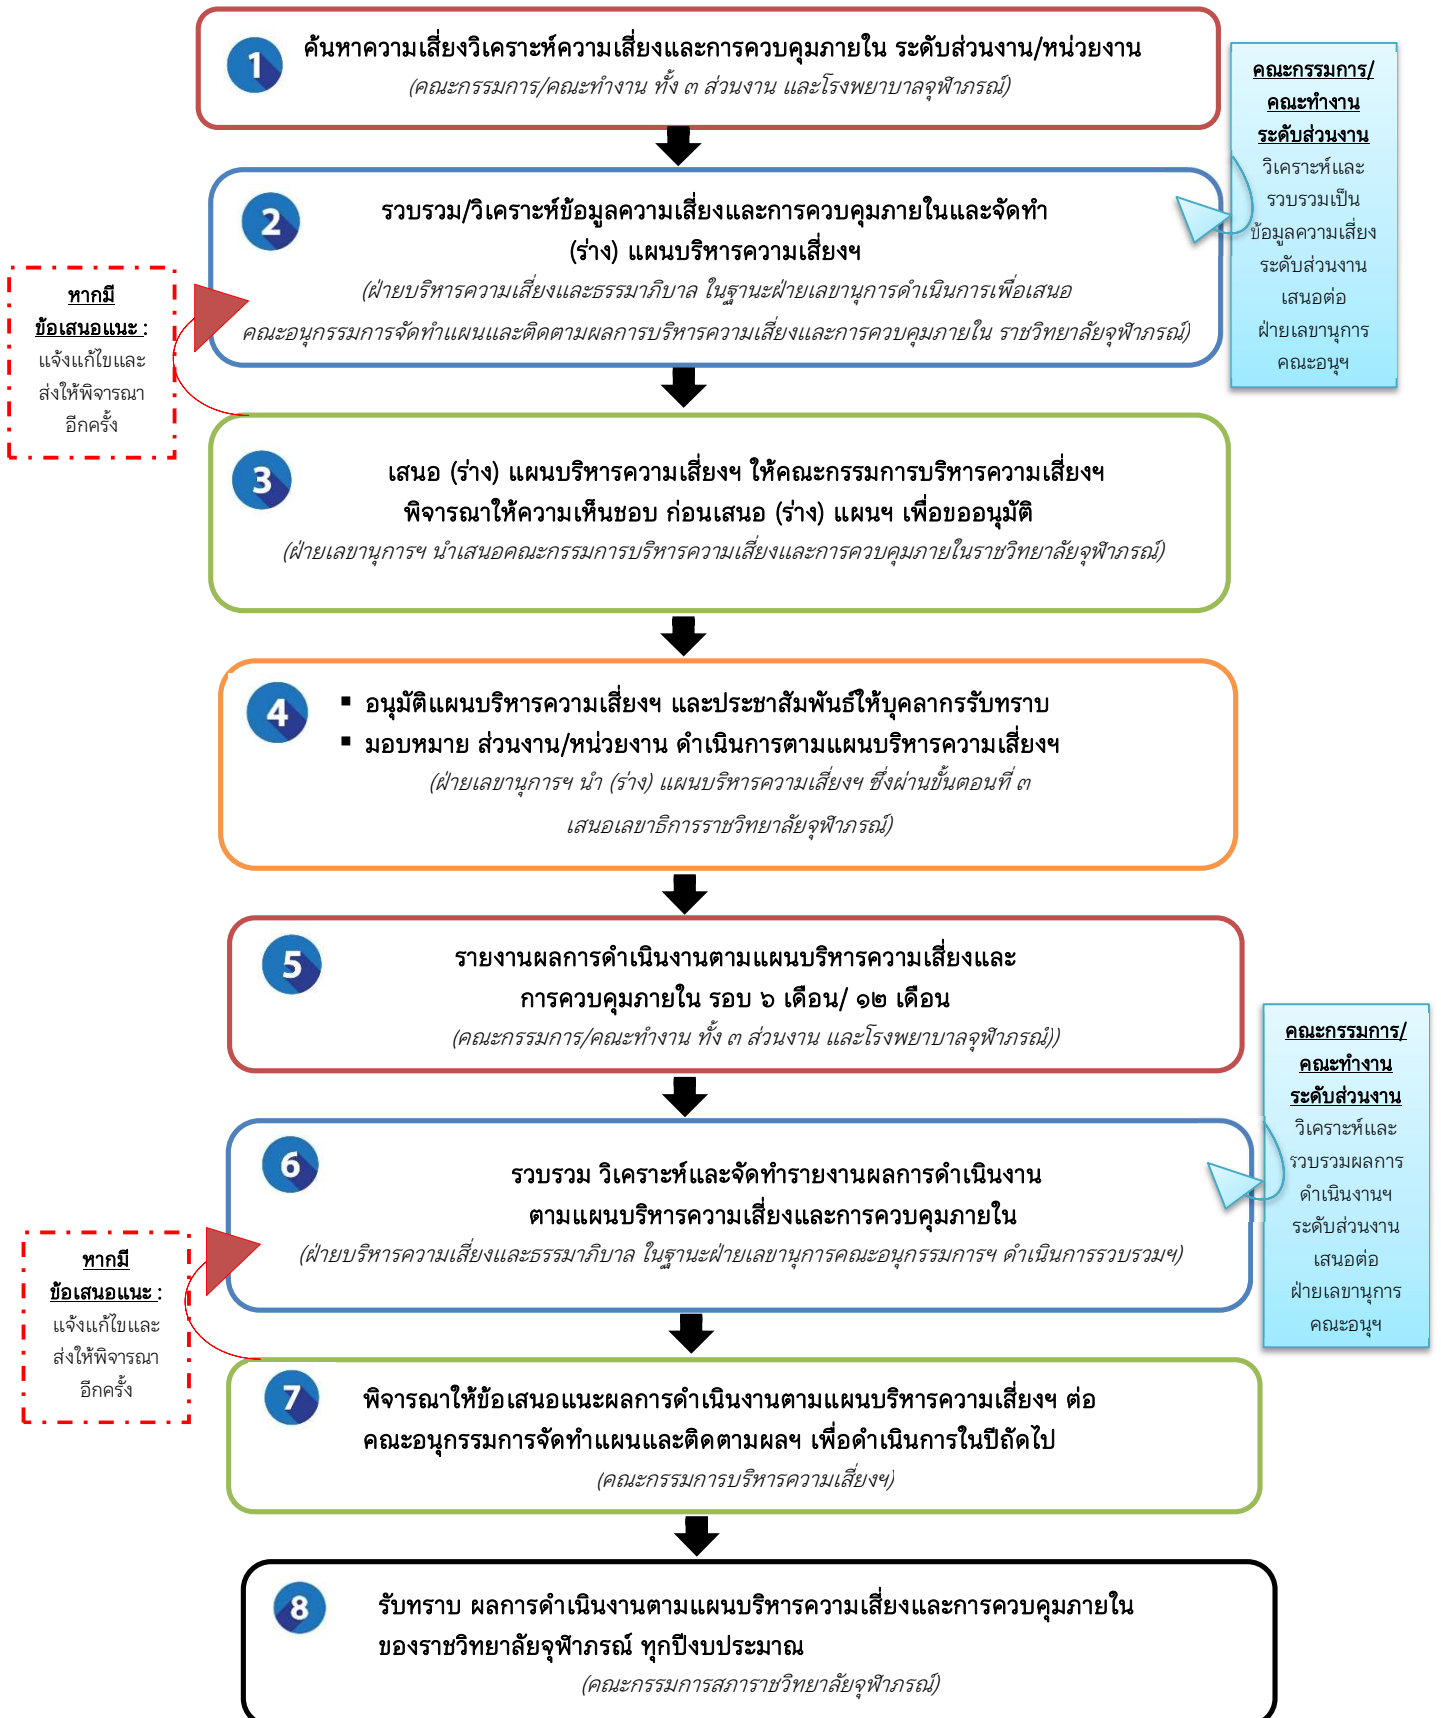 1
ค้นหาความเสี่ยงวิเคราะห์ความเสี่ยงและการควบคุมภายใน ระดับส่วนงาน/หน่วยงาน
(คณะกรรมการ/คณะทำงาน ทั้ง ๓ ส่วนงาน และโรงพยาบาลจุฬาภรณ์)
คณะกรรมการ/
คณะทำงาน
ระดับส่วนงาน
วิเคราะห์และ
รวบรวมเป็น
ข้อมูลความเสี่ยง
ระดับส่วนงาน
เสนอต่อ
ฝ่ายเลขานุการ
คณะอนุฯ
2
รวบรวม/วิเคราะห์ข้อมูลความเสี่ยงและการควบคุมภายในและจัดทำ
(ร่าง) แผนบริหารความเสี่ยงฯ
(ฝ่ายบริหารความเสี่ยงและธรรมาภิบาล ในฐานะฝ่ายเลขานุการดำเนินการเพื่อเสนอ
คณะอนุกรรมการจัดทำแผนและติดตามผลการบริหารความเสี่ยงและการควบคุมภายใน ราชวิทยาลัยจุฬาภรณ์)
หากมี
ข้อเสนอแนะ :
แจ้งแก้ไขและ
ส่งให้พิจารณา
อีกครั้ง
3
เสนอ (ร่าง) แผนบริหารความเสี่ยงฯ ให้คณะกรรมการบริหารความเสี่ยงฯ
พิจารณาให้ความเห็นชอบ ก่อนเสนอ (ร่าง) แผนฯ เพื่อขออนุมัติ
(ฝ่ายเลขานุการฯ นำเสนอคณะกรรมการบริหารความเสี่ยงและการควบคุมภายในราชวิทยาลัยจุฬาภรณ์)
4
▪ อนุมัติแผนบริหารความเสี่ยงฯ และประชาสัมพันธ์ให้บุคลากรรับทราบ
▪ มอบหมาย ส่วนงาน/หน่วยงาน ดำเนินการตามแผนบริหารความเสี่ยงฯ
(ฝ่ายเลขานุการฯ นำ (ร่าง) แผนบริหารความเสี่ยงฯ ซึ่งผ่านขั้นตอนที่ ๓
เสนอเลขาธิการราชวิทยาลัยจุฬาภรณ์)
5
รายงานผลการดำเนินงานตามแผนบริหารความเสี่ยงและ
การควบคุมภายใน รอบ ๖ เดือน/ ๑๒ เดือน
(คณะกรรมการ/คณะทำงาน ทั้ง ๓ ส่วนงาน และโรงพยาบาลจุฬาภรณ์))
คณะกรรมการ/
คณะทำงาน
ระดับส่วนงาน
วิเคราะห์และ
รวบรวมผลการ
ดำเนินงานฯ
ระดับส่วนงาน
เสนอต่อ
ฝ่ายเลขานุการ
คณะอนุฯ
6
รวบรวม วิเคราะห์และจัดทำรายงานผลการดำเนินงาน
ตามแผนบริหารความเสี่ยงและการควบคุมภายใน
(ฝ่ายบริหารความเสี่ยงและธรรมาภิบาล ในฐานะฝ่ายเลขานุการคณะอนุกรรมการฯ ดำเนินการรวบรวมฯ)
หากมี
ข้อเสนอแนะ :
แจ้งแก้ไขและ
ส่งให้พิจารณา
อีกครั้ง
7
พิจารณาให้ข้อเสนอแนะผลการดำเนินงานตามแผนบริหารความเสี่ยงฯ ต่อ
คณะอนุกรรมการจัดทำแผนและติดตามผลฯ เพื่อดำเนินการในปีถัดไป
(คณะกรรมการบริหารความเสี่ยงฯ)
8
รับทราบ ผลการดำเนินงานตามแผนบริหารความเสี่ยงและการควบคุมภายใน
ของราชวิทยาลัยจุฬาภรณ์ ทุกปีงบประมาณ
(คณะกรรมการสภาราชวิทยาลัยจุฬาภรณ์)